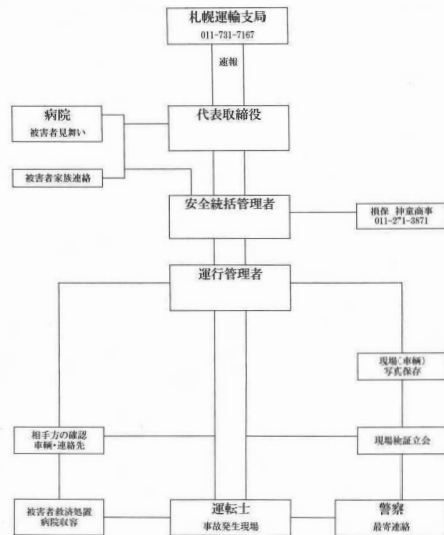 札幌運輸支局
011-731-7167
速報
病院
被害者見舞い
代表取締役
被害者家族連絡
安全統括管理者
損保 神童商事
運行管理者
現場(車輌)
写真保存
相手方の確認
車輌・連絡先
現場検証立会
被害者救済処置
病院収容
運転士
事故発生現場
警察
最寄連絡